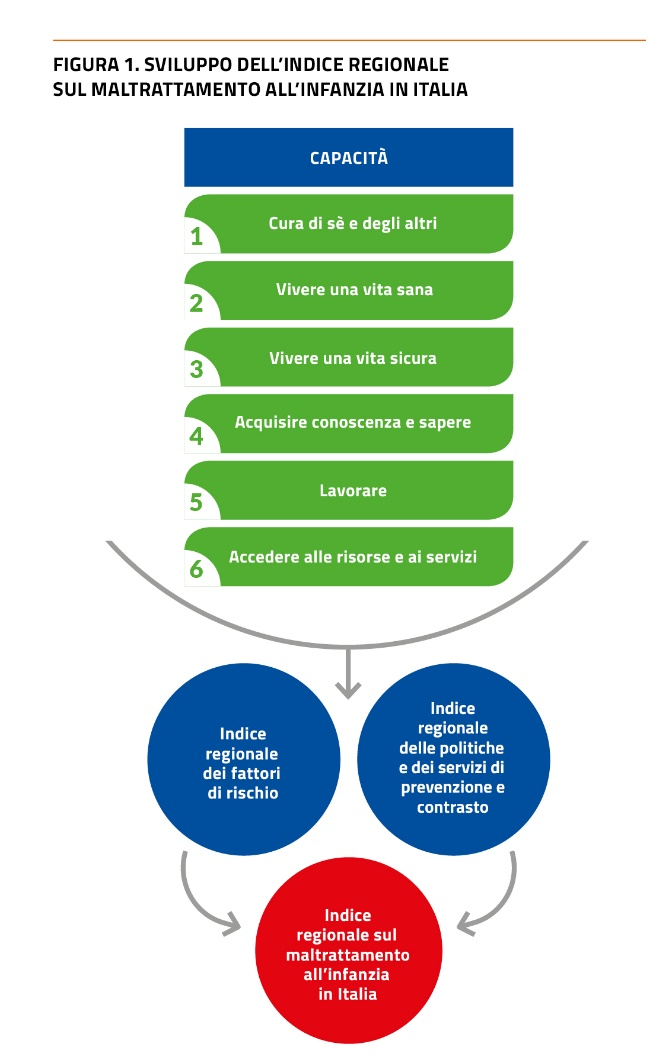 FIGURA 1. SVILUPPO DELL'INDICE REGIONALE
SUL MALTRATTAMENTO ALL'INFANZIA IN ITALIA
CAPACITÀ
1
Cura di sè e degli altri
2
Vivere una vita sana
3
Vivere una vita sicura
4
Acquisire conoscenza e sapere
5
Lavorare
6
Accedere alle risorse e ai servizi
Indice
regionale
dei fattori
di rischio
Indice
regionale
delle politiche
e dei servizi di
prevenzione e
contrasto
Indice
regionale sul
maltrattamento
all'infanzia
in Italia